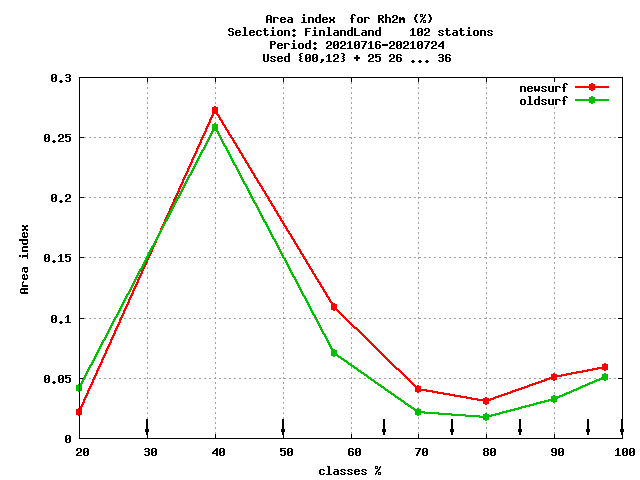 Area index  for Rh2m (%)
Selection: FinlandLand    102 stations
Period: 20210716-20210724
Used {00,12} + 25 26 ... 36
newsurf
oldsurf
0.3
0.25
0.2
0.15
0.1
0.05
0
Area index
20 30 40 50 60 70 80 90 100
classes %